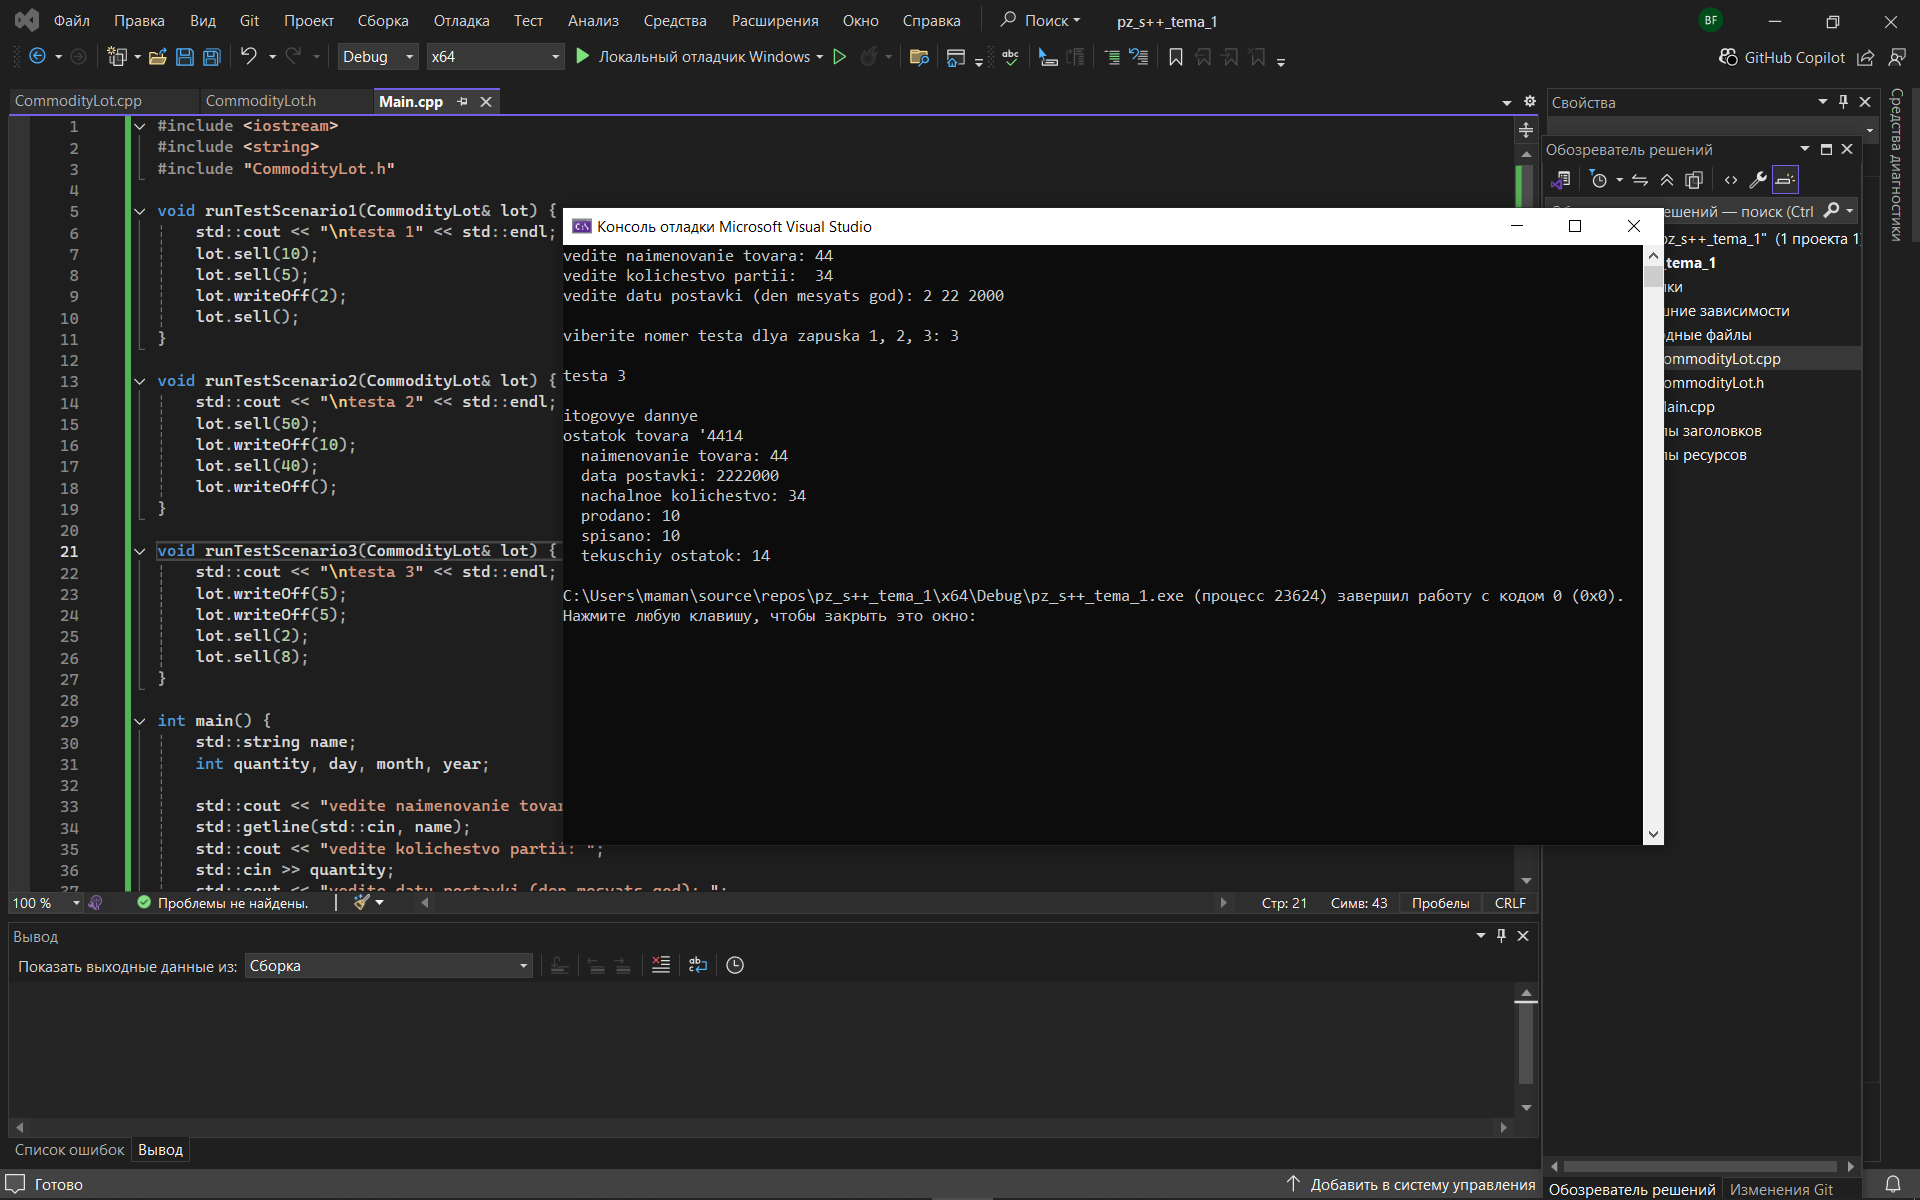 Файл Правка Вид Git Проект Сборка Отладка Тест Анализ Средства Расширения Окно Справка Поиск pz_s++_tema_1 BF
Debug x64 Локальный отладчик Windows GitHub Copilot
CommodityLot.cpp CommodityLot.h Main.cpp
1 #include <iostream>
2 #include <string>
3 #include "CommodityLot.h"
4
5 void runTestScenario1(CommodityLot& lot) {
6 std::cout << "\ntesta 1" << std::endl;
7 lot.sell(10);
8 lot.sell(5);
9 lot.writeOff(2);
10 lot.sell();
11 }
12
13 void runTestScenario2(CommodityLot& lot) {
14 std::cout << "\ntesta 2" << std::endl;
15 lot.sell(50);
16 lot.writeOff(10);
17 lot.sell(40);
18 lot.writeOff();
19 }
20
21 void runTestScenario3(CommodityLot& lot) {
22 std::cout << "\ntesta 3" << std::endl;
23 lot.writeOff(5);
24 lot.writeOff(5);
25 lot.sell(2);
26 lot.sell(8);
27 }
28
29 int main() {
30 std::string name;
31 int quantity, day, month, year;
32
33 std::cout << "vedite naimenovanie tovar
34 std::getline(std::cin, name);
35 std::cout << "vedite kolichestvo partii: ";
36 std::cin >> quantity;
37 std::cout << "vedite datu postavki (den mesyats god): ";
Консоль отладки Microsoft Visual Studio
vedite naimenovanie tovara: 44
vedite kolichestvo partii:  34
vedite datu postavki (den mesyats god): 2 22 2000
viberite nomer testa dlya zapuska 1, 2, 3: 3
testa 3
itogovye dannye
ostatok tovara '4414
naimenovanie tovara: 44
data postavki: 2222000
nachalnoe kolichestvo: 34
prodano: 10
spisano: 10
tekuschiy ostatok: 14
C:\Users\maman\source\repos\pz_s++_tema_1\x64\Debug\pz_s++_tema_1.exe (процесс 23624) завершил работу с кодом 0 (0x0).
Нажмите любую клавишу, чтобы закрыть это окно:
Свойства
Обозреватель решений
ешений — поиск (Ctrl
pz_s++_tema_1" (1 проекта 1
tema_1
ки
шние зависимости
дные файлы
ommodityLot.cpp
ommodityLot.h
ain.cpp
лы заголовков
лы ресурсов
Средства диагностики
100 % Проблемы не найдены. Стр: 21 Симв: 43 Пробелы CRLF
Вывод
Показать выходные данные из: Сборка
Список ошибок Вывод
Готово Добавить в систему управления
Обозреватель решений Изменения Git